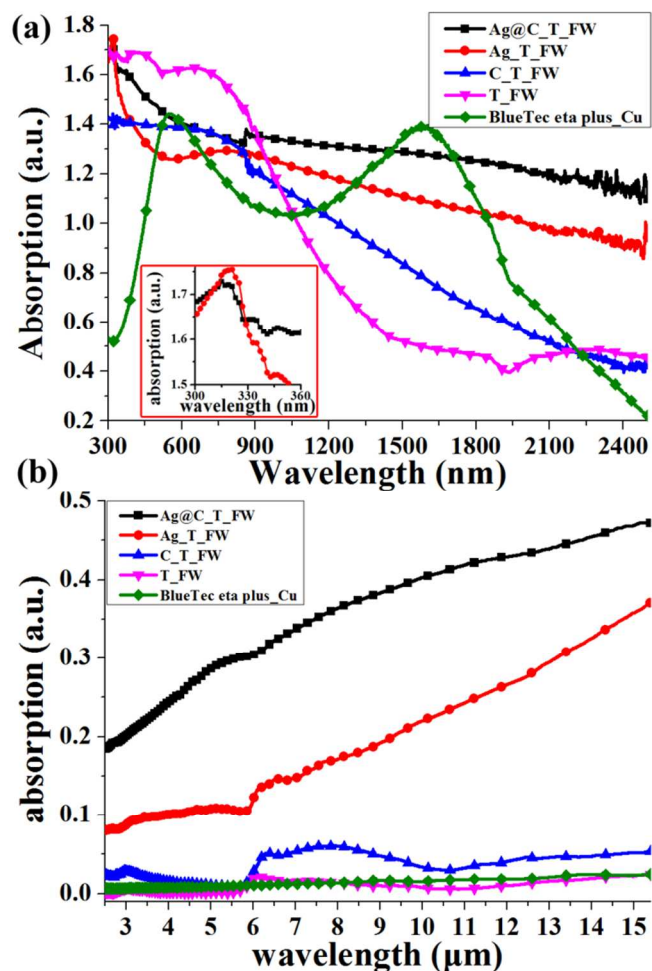 (a)
Ag@C_T_FW
Ag_T_FW
C_T_FW
T_FW
BlueTec eta plus_Cu
Absorption (a.u.)
1.8
1.6
1.4
1.2
1.0
0.8
0.6
0.4
0.2
absorption (a.u.)
1.7
1.6
1.5
300 330 360
wavelength (nm)
300 600 900 1200 1500 1800 2100 2400
Wavelength (nm)
(b)
Ag@C_T_FW
Ag_T_FW
C_T_FW
T_FW
BlueTec eta plus_Cu
absorption (a.u.)
0.5
0.4
0.3
0.2
0.1
0.0
3 4 5 6 7 8 9 10 11 12 13 14 15
wavelength (μm)